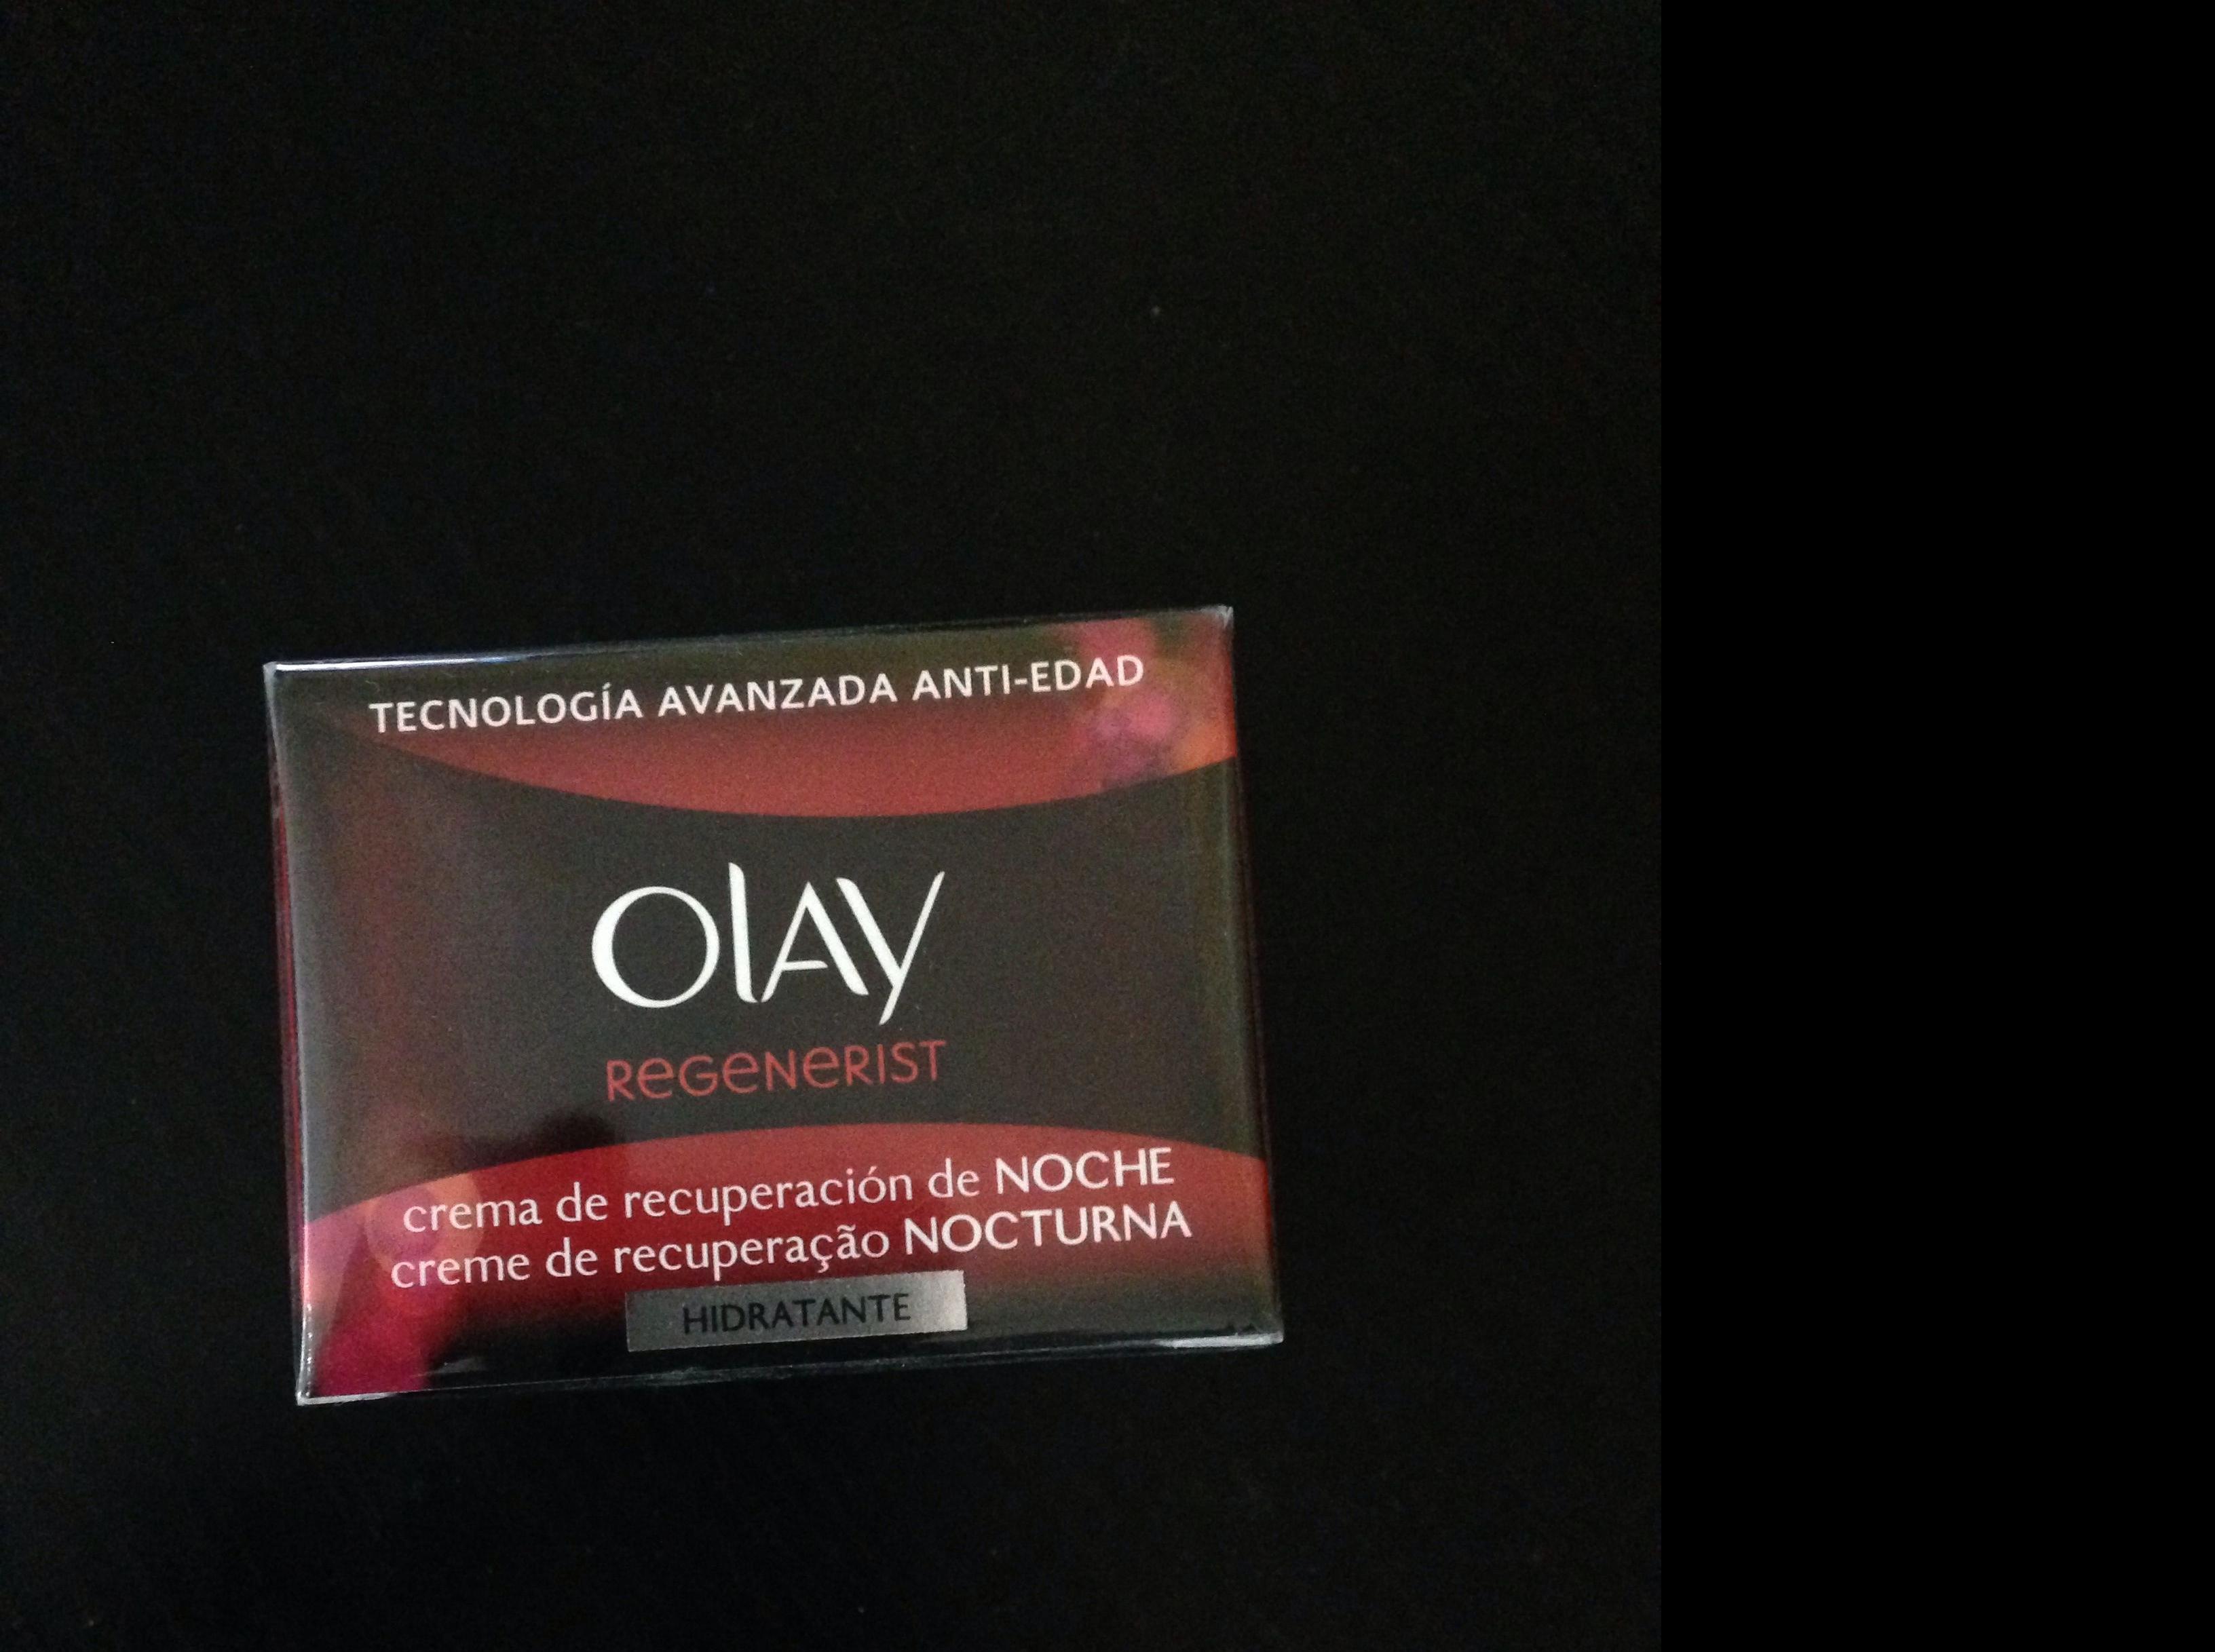 TECNOLOGÍA AVANZADA ANTI-EDAD
OLAY
REGENERIST
crema de recuperación de NOCHE
creme de recuperação NOCTURNA
HIDRATANTE